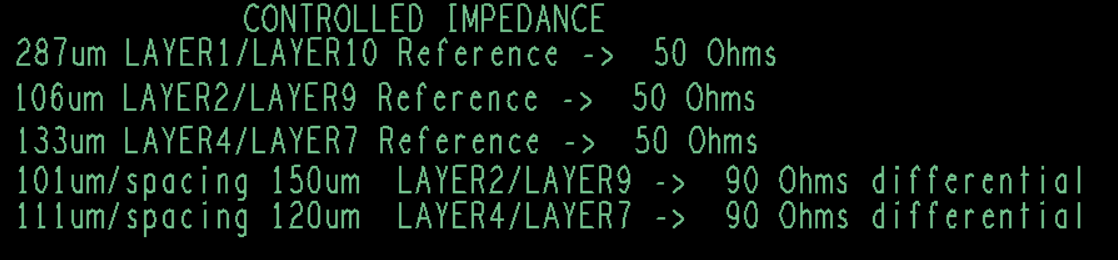 CONTROLLED IMPEDANCE
287um LAYER1/LAYER10 Reference -> 50 Ohms
106um LAYER2/LAYER9 Reference -> 50 Ohms
133um LAYER4/LAYER7 Reference -> 50 Ohms
101um/spacing 150um LAYER2/LAYER9 -> 90 Ohms differential
111um/spacing 120um LAYER4/LAYER7 -> 90 Ohms differential